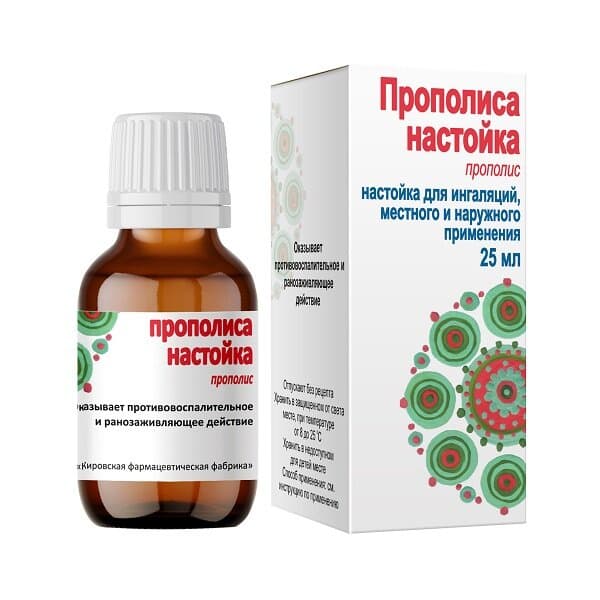 прополиса
настойка
прополис
Оказывает противовоспалительное
и ранозаживляющее действие
«Кировская фармацевтическая фабрика»
Оказывает
противовоспалительное и
ранозаживляющее
действие
Отпускают без рецепта
Хранить в защищенном от света
месте, при температуре
от 8 до 25 °C
Хранить в недоступном
для детей месте
Способ применения: см.
инструкцию по применению
Прополиса
настойка
прополис
настойка для ингаляций,
местного и наружного
применения
25 мл